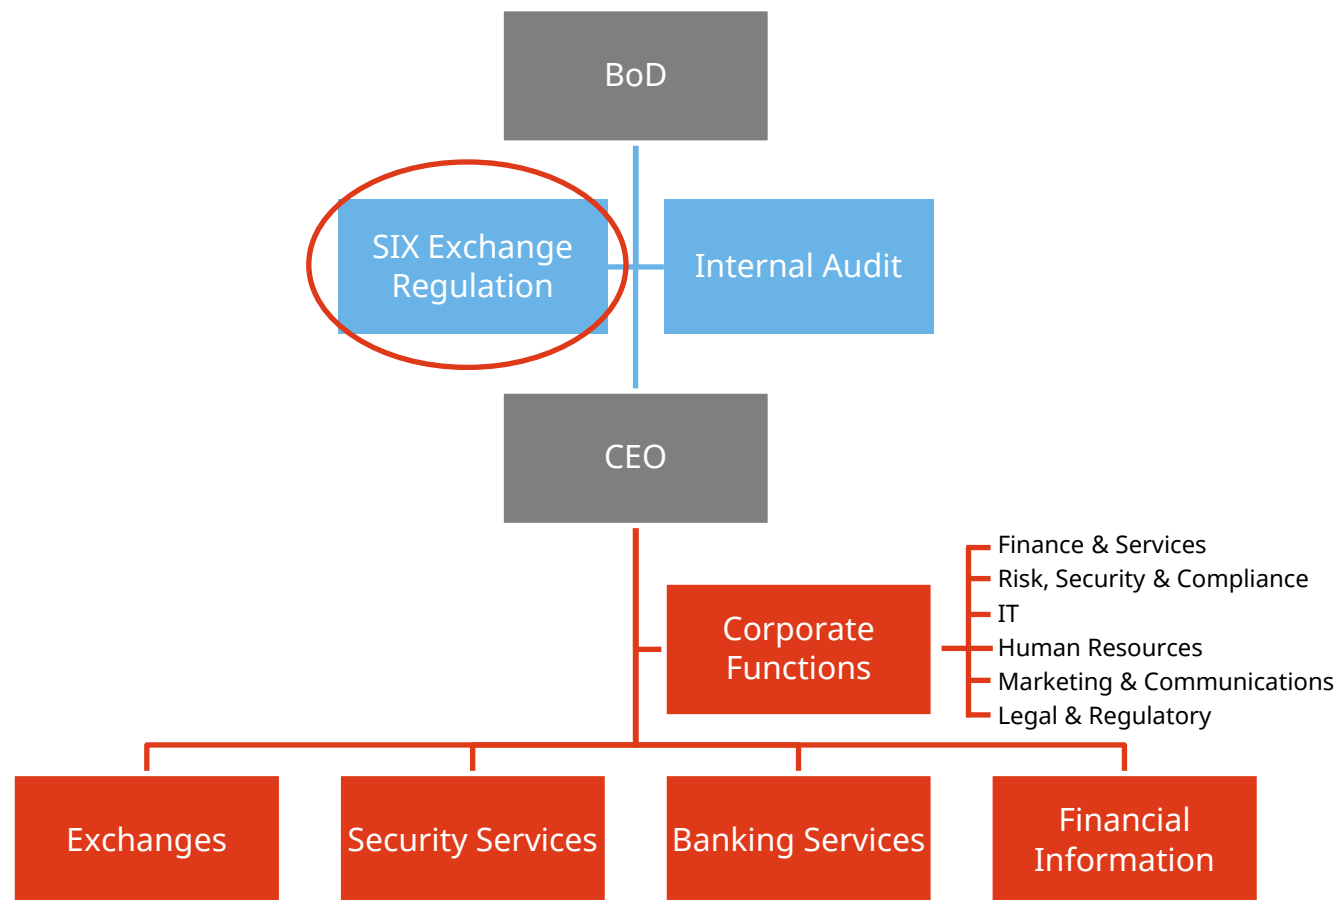 BoD
SIX Exchange
Regulation
Internal Audit
CEO
Corporate
Functions
Finance & Services
Risk, Security & Compliance
IT
Human Resources
Marketing & Communications
Legal & Regulatory
Exchanges
Security Services
Banking Services
Financial
Information